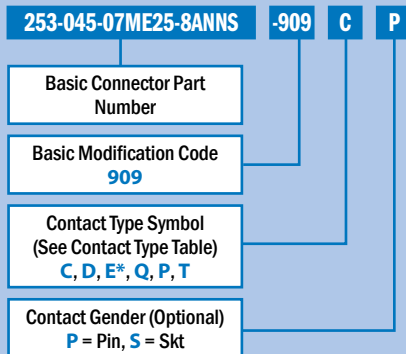 253-045-07ME25-8ANNS -909 C P
Basic Connector Part
Number
Basic Modification Code
909
Contact Type Symbol
(See Contact Type Table)
C, D, E*, Q, P, T
Contact Gender (Optional)
P = Pin, S = Skt